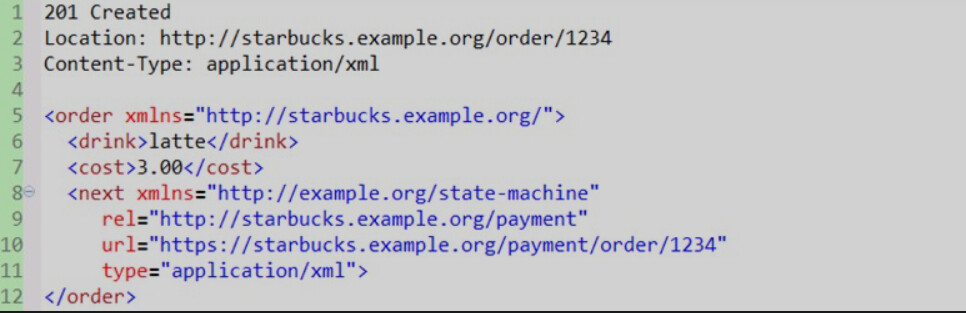 1 201 Created
2 Location: http://starbucks.example.org/order/1234
3 Content-Type: application/xml
4
5 <order xmlns="http://starbucks.example.org/">
6 <drink>latte</drink>
7 <cost>3.00</cost>
8 <next xmlns="http://example.org/state-machine"
9 rel="http://starbucks.example.org/payment"
10 url="https://starbucks.example.org/payment/order/1234"
11 type="application/xml">
12 </order>